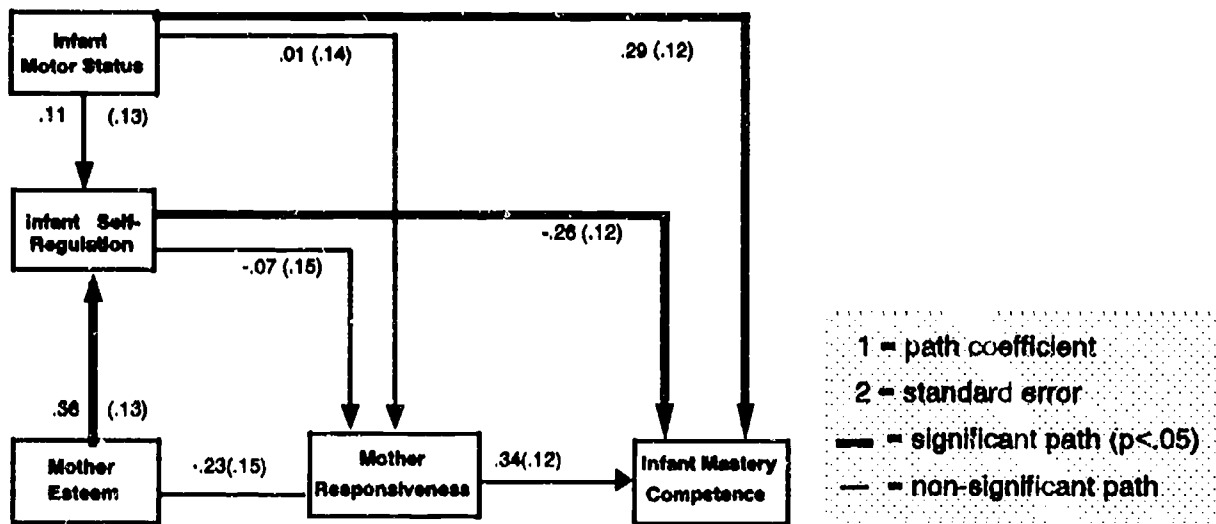 Infant
Motor Status
.01 (.14)
.29 (.12)
.11 (.13)
Infant Self-
Regulation
-.26 (.12)
-.07 (.15)
.36 (.13)
Mother
Esteem
-.23(.15)
Mother
Responsiveness
.34(.12)
Infant Mastery
Competence
1 = path coefficient
2 = standard error
= significant path (p<.05)
= non-significant path